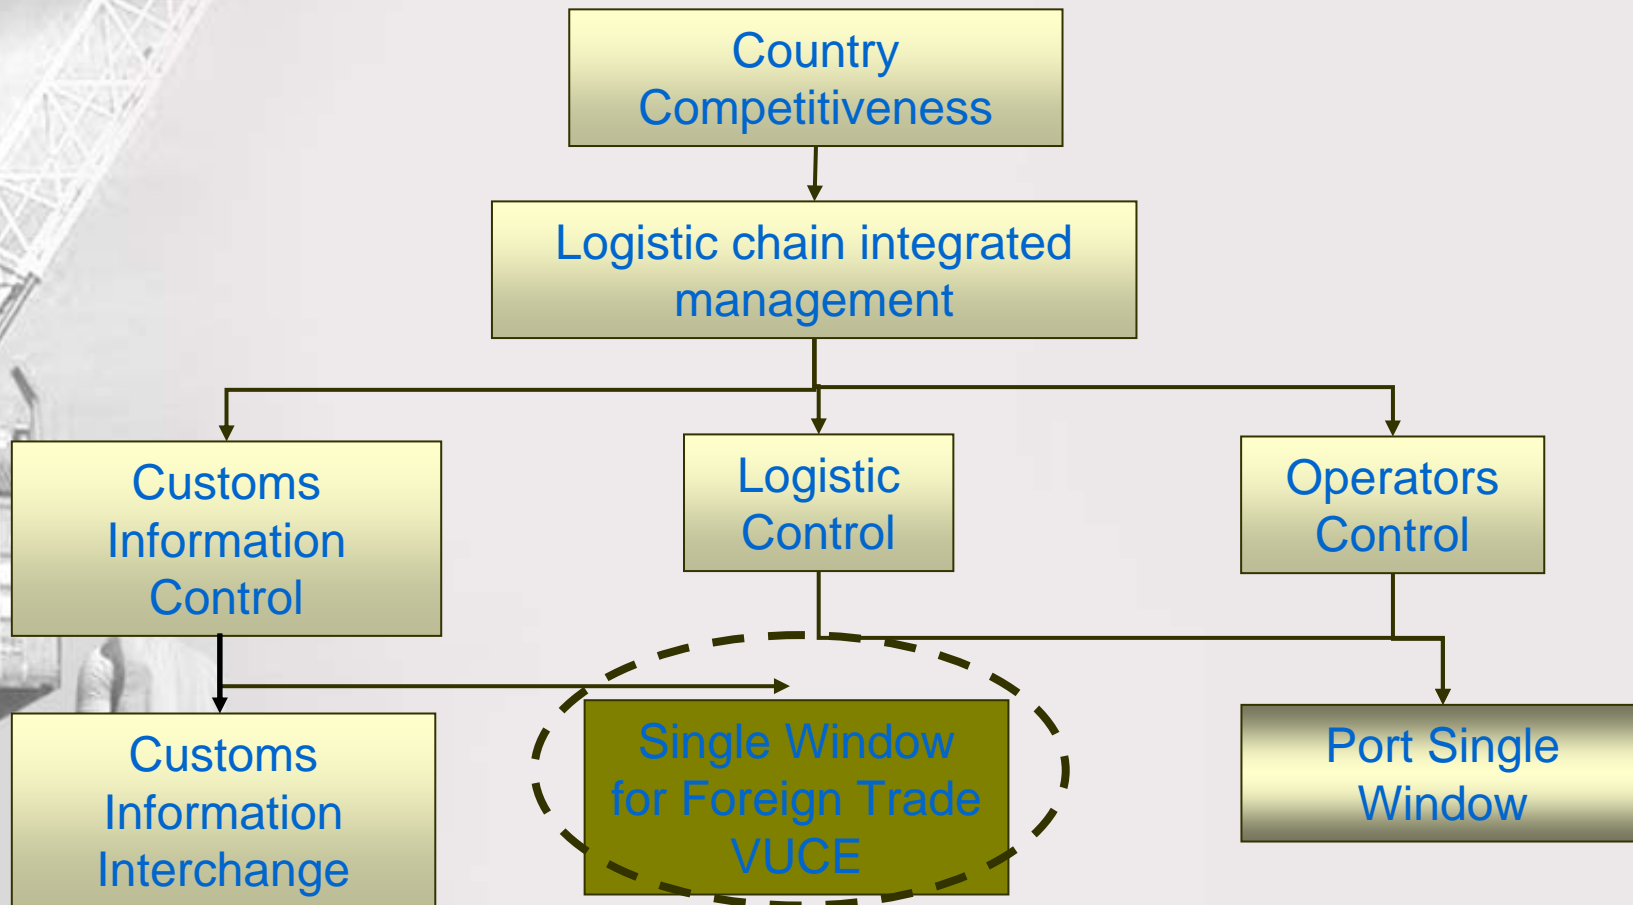 Country
Competitiveness
Logistic chain integrated
management
Customs
Information
Control
Logistic
Control
Operators
Control
Customs
Information
Interchange
Single Window
for Foreign Trade
VUCE
Port Single
Window